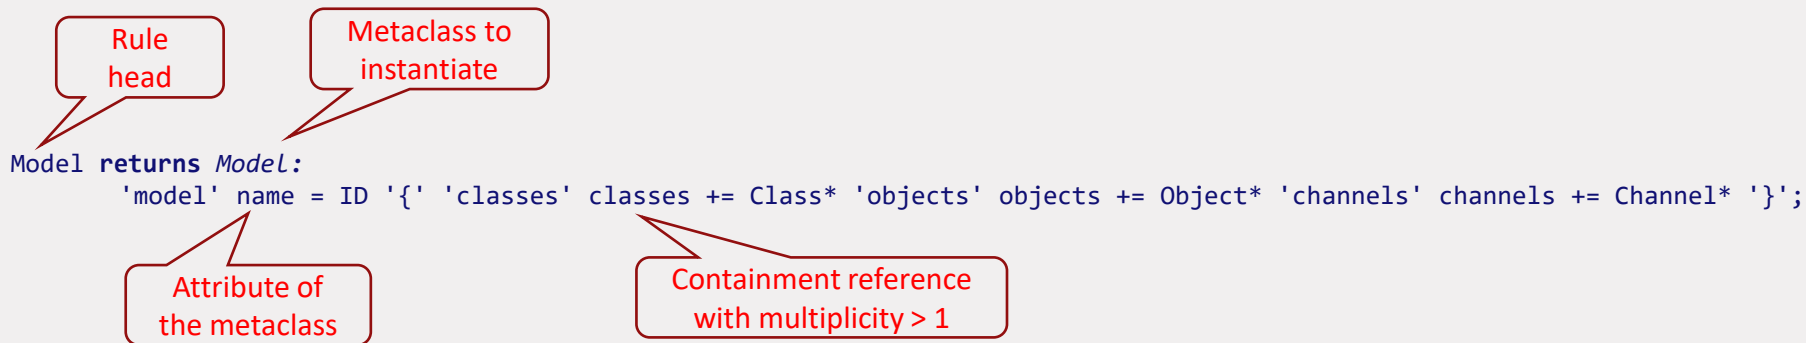 Rule
head
Metaclass to
instantiate
Model returns Model:
'model' name = ID '{' 'classes' classes += Class* 'objects' objects += Object* 'channels' channels += Channel* '}';
Attribute of
the metaclass
Containment reference
with multiplicity > 1